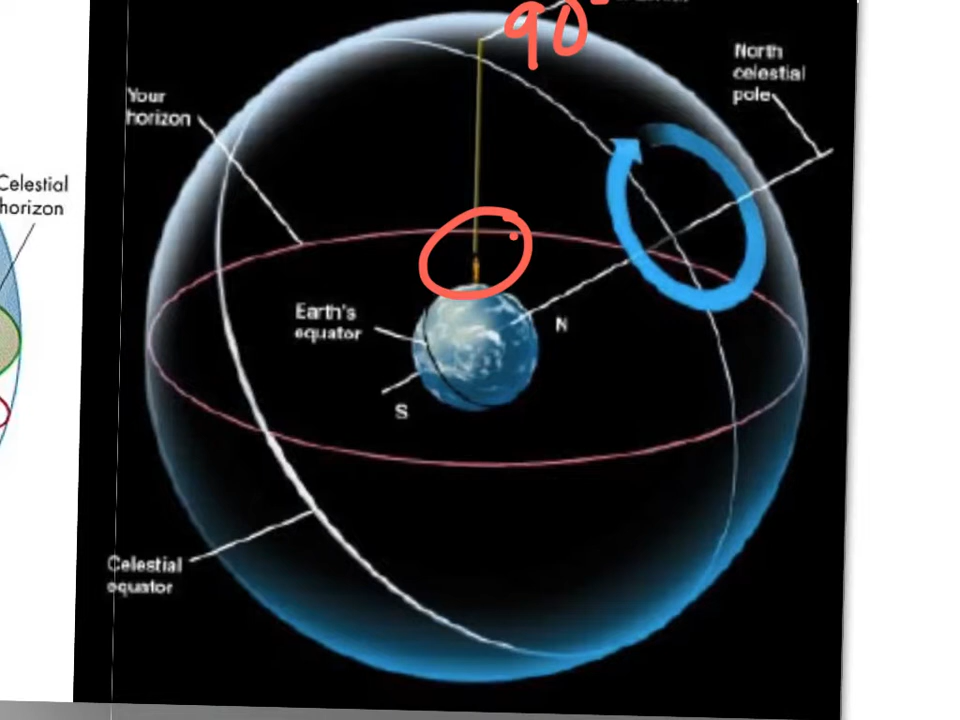 90°
North
celestial
pole
Your
horizon
Celestial
horizon
Earth's
equator
N
S
Celestial
equator